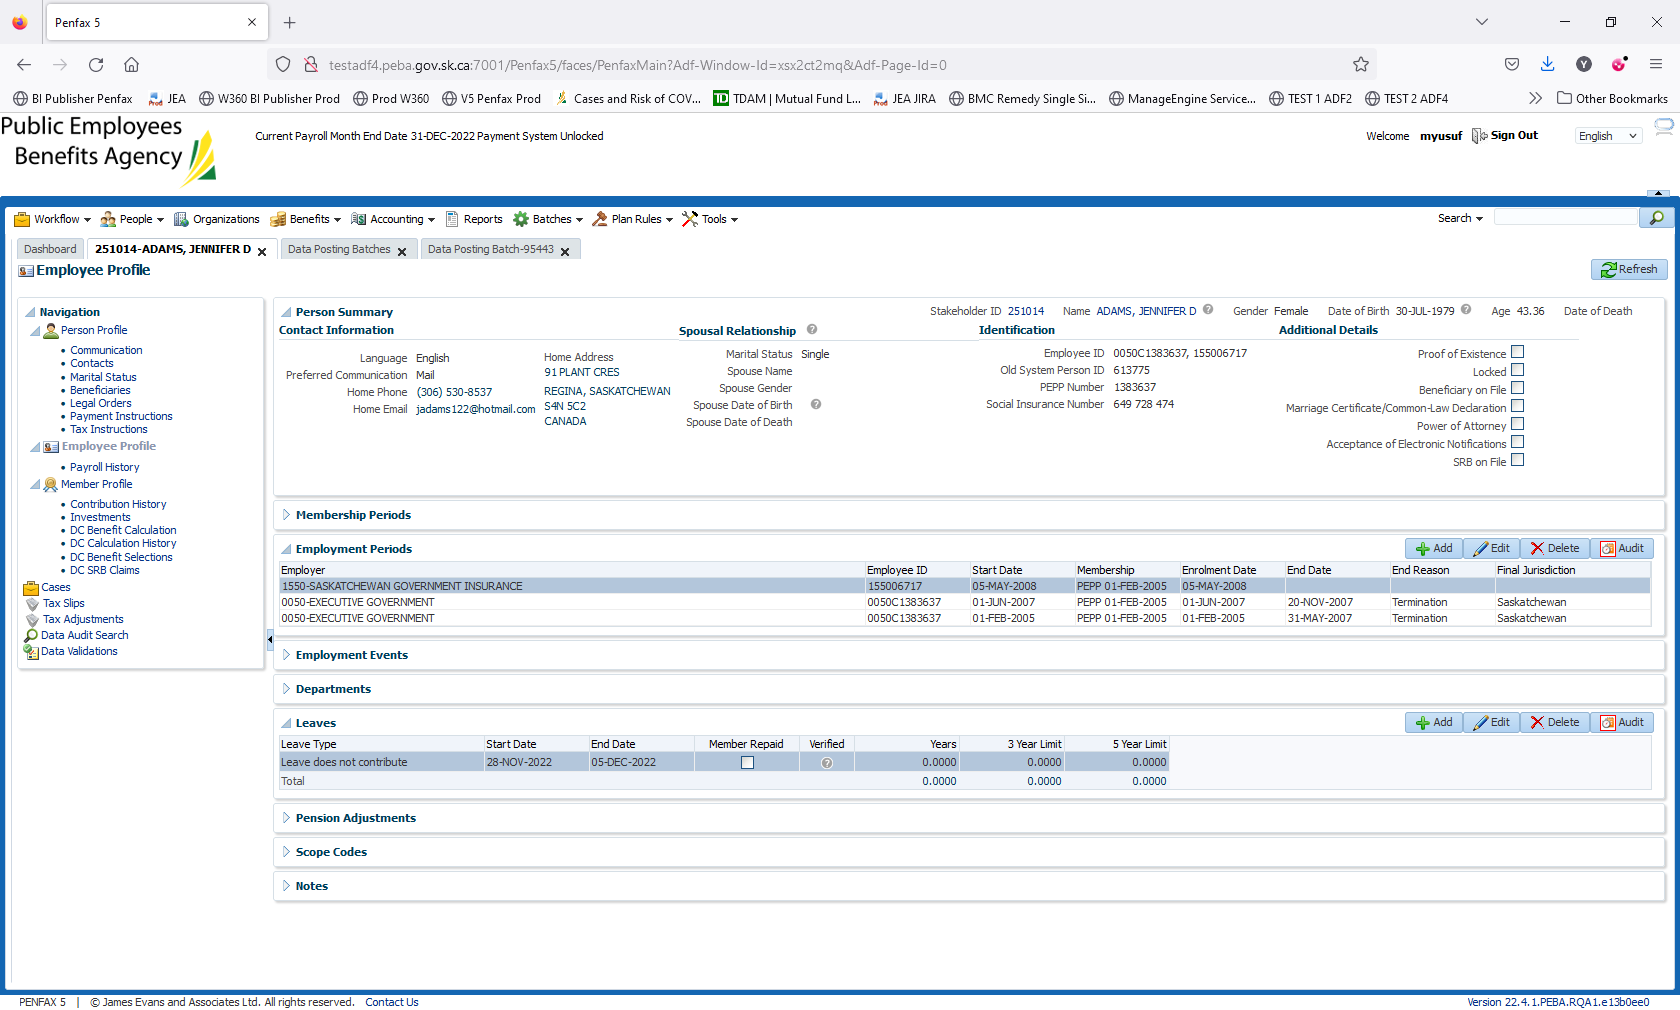 Penfax 5
testadf4.peba.gov.sk.ca:7001/Penfax5/faces/PenfaxMain?Adf-Window-Id=xsx2ct2mq&Adf-Page-Id=0
BI Publisher Penfax JEA W360 BI Publisher Prod Prod W360 V5 Penfax Prod Cases and Risk of COV... TDAM | Mutual Fund L... JEA JIRA BMC Remedy Single Si... ManageEngine Service... TEST 1 ADF2 TEST 2 ADF4 Other Bookmarks
Public Employees
Benefits Agency
Current Payroll Month End Date 31-DEC-2022 Payment System Unlocked
Welcome myusuf Sign Out English
Workflow People Organizations Benefits Accounting Reports Batches Plan Rules Tools Search
Dashboard 251014-ADAMS, JENNIFER D Data Posting Batches Data Posting Batch-95443
Employee Profile
Refresh
Navigation
Person Profile
Communication
Contacts
Marital Status
Beneficiaries
Legal Orders
Payment Instructions
Tax Instructions
Employee Profile
Payroll History
Member Profile
Contribution History
Investments
DC Benefit Calculation
DC Calculation History
DC Benefit Selections
DC SRB Claims
Cases
Tax Slips
Tax Adjustments
Data Audit Search
Data Validations
Person Summary
Stakeholder ID 251014 Name ADAMS, JENNIFER D Gender Female Date of Birth 30-JUL-1979 Age 43.36 Date of Death
Contact Information
Language English
Preferred Communication Mail
Home Phone (306) 530-8537
Home Email jadams122@hotmail.com
Home Address
91 PLANT CRES
REGINA, SASKATCHEWAN
S4N 5C2
CANADA
Spousal Relationship
Marital Status Single
Spouse Name
Spouse Gender
Spouse Date of Birth
Spouse Date of Death
Identification
Employee ID 0050C1383637, 155006717
Old System Person ID 613775
PEPP Number 1383637
Social Insurance Number 649 728 474
Additional Details
Proof of Existence
Locked
Beneficiary on File
Marriage Certificate/Common-Law Declaration
Power of Attorney
Acceptance of Electronic Notifications
SRB on File
Membership Periods
Employment Periods
Add Edit Delete Audit
Employer Employee ID Start Date Membership Enrolment Date End Date End Reason Final Jurisdiction
1550-SASKATCHEWAN GOVERNMENT INSURANCE 155006717 05-MAY-2008 PEPP 01-FEB-2005 05-MAY-2008
0050-EXECUTIVE GOVERNMENT 0050C1383637 01-JUN-2007 PEPP 01-FEB-2005 01-JUN-2007 20-NOV-2007 Termination Saskatchewan
0050-EXECUTIVE GOVERNMENT 0050C1383637 01-FEB-2005 PEPP 01-FEB-2005 01-FEB-2005 31-MAY-2007 Termination Saskatchewan
Employment Events
Departments
Leaves
Add Edit Delete Audit
Leave Type Start Date End Date Member Repaid Verified Years 3 Year Limit 5 Year Limit
Leave does not contribute 28-NOV-2022 05-DEC-2022 0.0000 0.0000 0.0000
Total 0.0000 0.0000 0.0000
Pension Adjustments
Scope Codes
Notes
PENFAX 5 | © James Evans and Associates Ltd. All rights reserved. Contact Us
Version 22.4.1.PEBA.RQA1.e13b0ee0